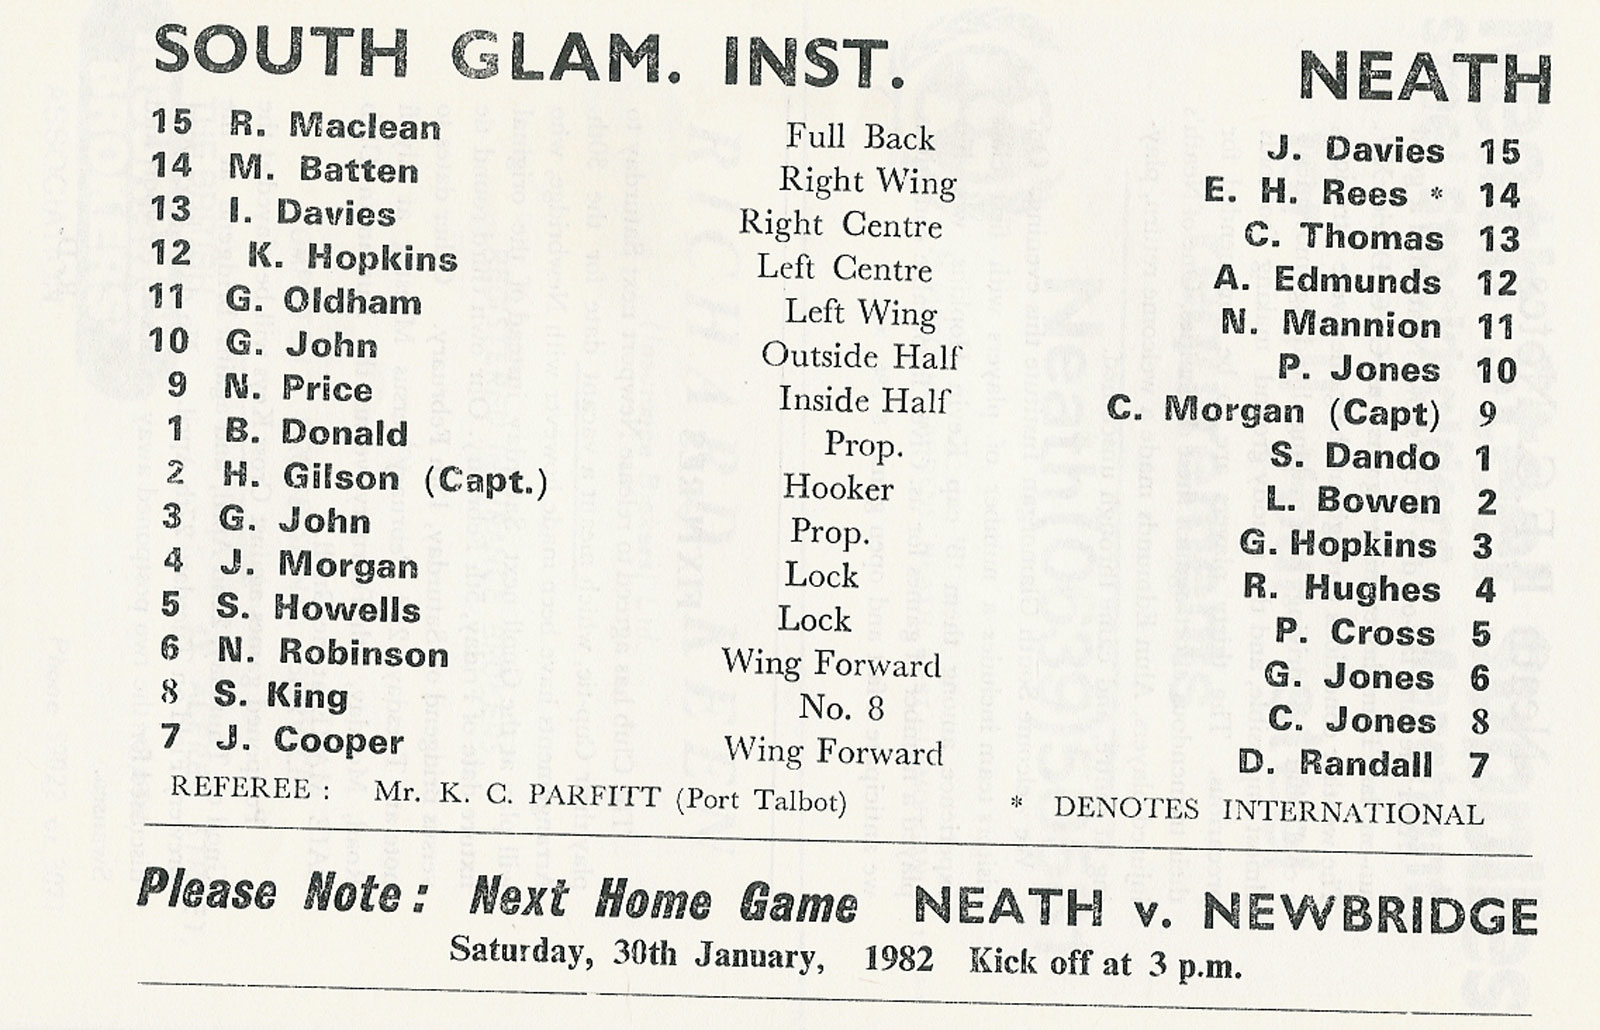 SOUTH GLAM. INST. NEATH
15 R. Maclean Full Back J. Davies 15
14 M. Batten Right Wing E. H. Rees * 14
13 I. Davies Right Centre C. Thomas 13
12 K. Hopkins Left Centre A. Edmunds 12
11 G. Oldham Left Wing N. Mannion 11
10 G. John Outside Half P. Jones 10
9 N. Price Inside Half C. Morgan (Capt) 9
1 B. Donald Prop. S. Dando 1
2 H. Gilson (Capt.) Hooker L. Bowen 2
3 G. John Prop. G. Hopkins 3
4 J. Morgan Lock R. Hughes 4
5 S. Howells Lock P. Cross 5
6 N. Robinson Wing Forward G. Jones 6
8 S. King No. 8 C. Jones 8
7 J. Cooper Wing Forward D. Randall 7
REFEREE : Mr. K. C. PARFITT (Port Talbot) * DENOTES INTERNATIONAL
Please Note : Next Home Game NEATH v. NEWBRIDGE
Saturday, 30th January, 1982 Kick off at 3 p.m.